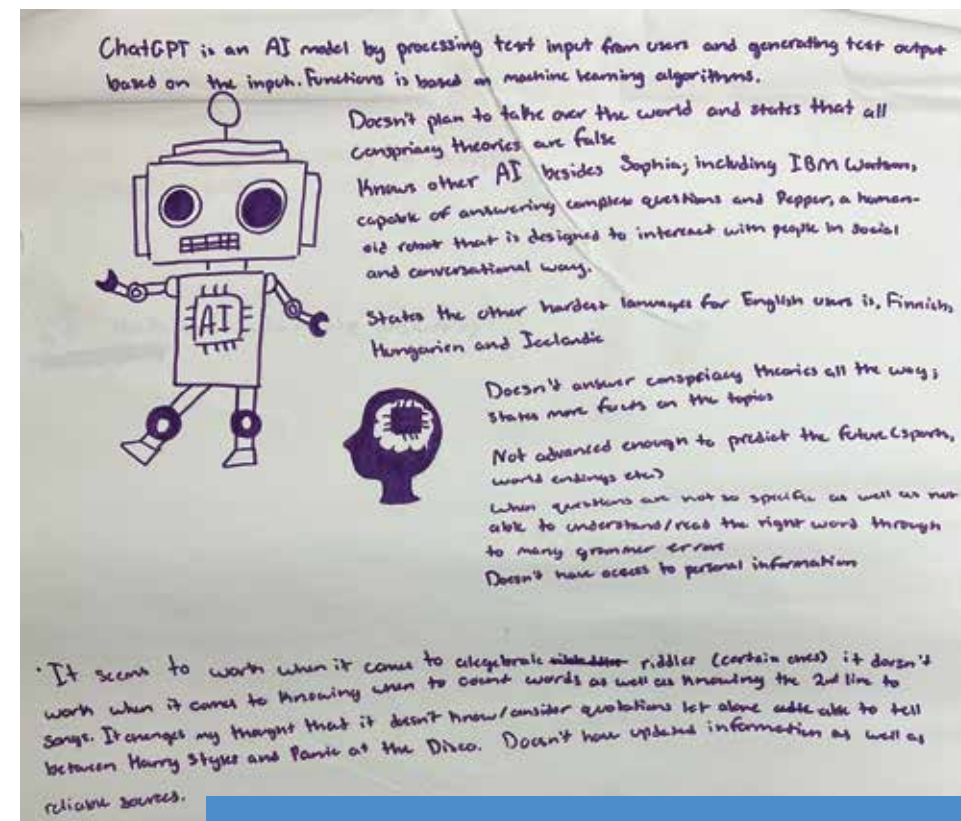 ChatGPT is an AI model by processing text input from users and generating text output
based on the input. Functions is based on machine learning algorithms.
Doesn't plan to take over the world and states that all
conspriacy theories are false
Knows other AI besides Sophia; including IBM Watson,
capable of answering complex questions and Pepper, a human-
oid robot that is designed to intereact with people in social
and conversational way.
AI
States the other hardest languages for English users is, Finnish,
Hungarien and Icelandic
Doesn't answer conspriacy theories all the way;
states more facts on the topics
Not advanced enough to predict the future (sports,
world endings etc.)
When questions are not so specific as well as not
able to understand/read the right word through
to many grammer errors
Doesn't have access to personal information
· It seems to work when it comes to alegebraic riddles (certain ones) it doesn't
work when it comes to knowing when to count words as well as knowing the 2nd line to
songs. It changes my thought that it doesn't know/consider quotations let alone able to tell
between Harry Styles and Panic at the Disco. Doesn't have updated information as well as
reliable sources.